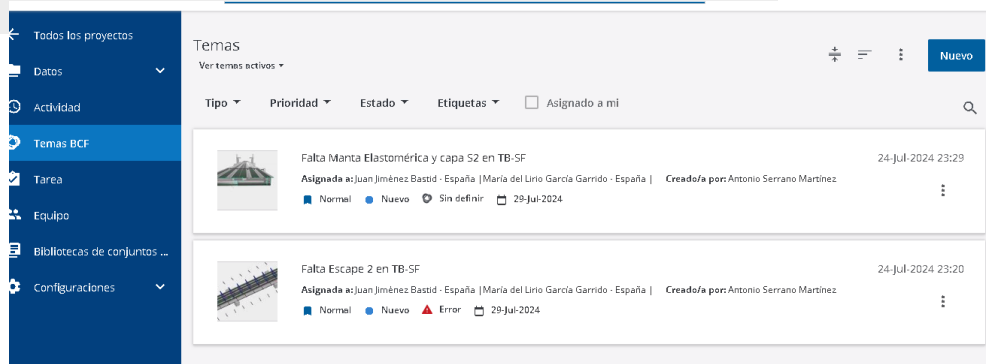 Todos los proyectos
Datos
Actividad
Temas BCF
Tarea
Equipo
Bibliotecas de conjuntos ...
Configuraciones
Temas
Ver temas activos
Nuevo
Tipo Prioridad Estado Etiquetas Asignado a mi
Falta Manta Elastomérica y capa S2 en TB-SF 24-Jul-2024 23:29
Asignada a: Juan Jiménez Bastid - España | María del Lirio García Garrido - España | Creado/a por: Antonio Serrano Martínez
Normal Nuevo Sin definir 29-Jul-2024
Falta Escape 2 en TB-SF 24-Jul-2024 23:20
Asignada a: Juan Jiménez Bastid - España | María del Lirio García Garrido - España | Creado/a por: Antonio Serrano Martínez
Normal Nuevo Error 29-Jul-2024